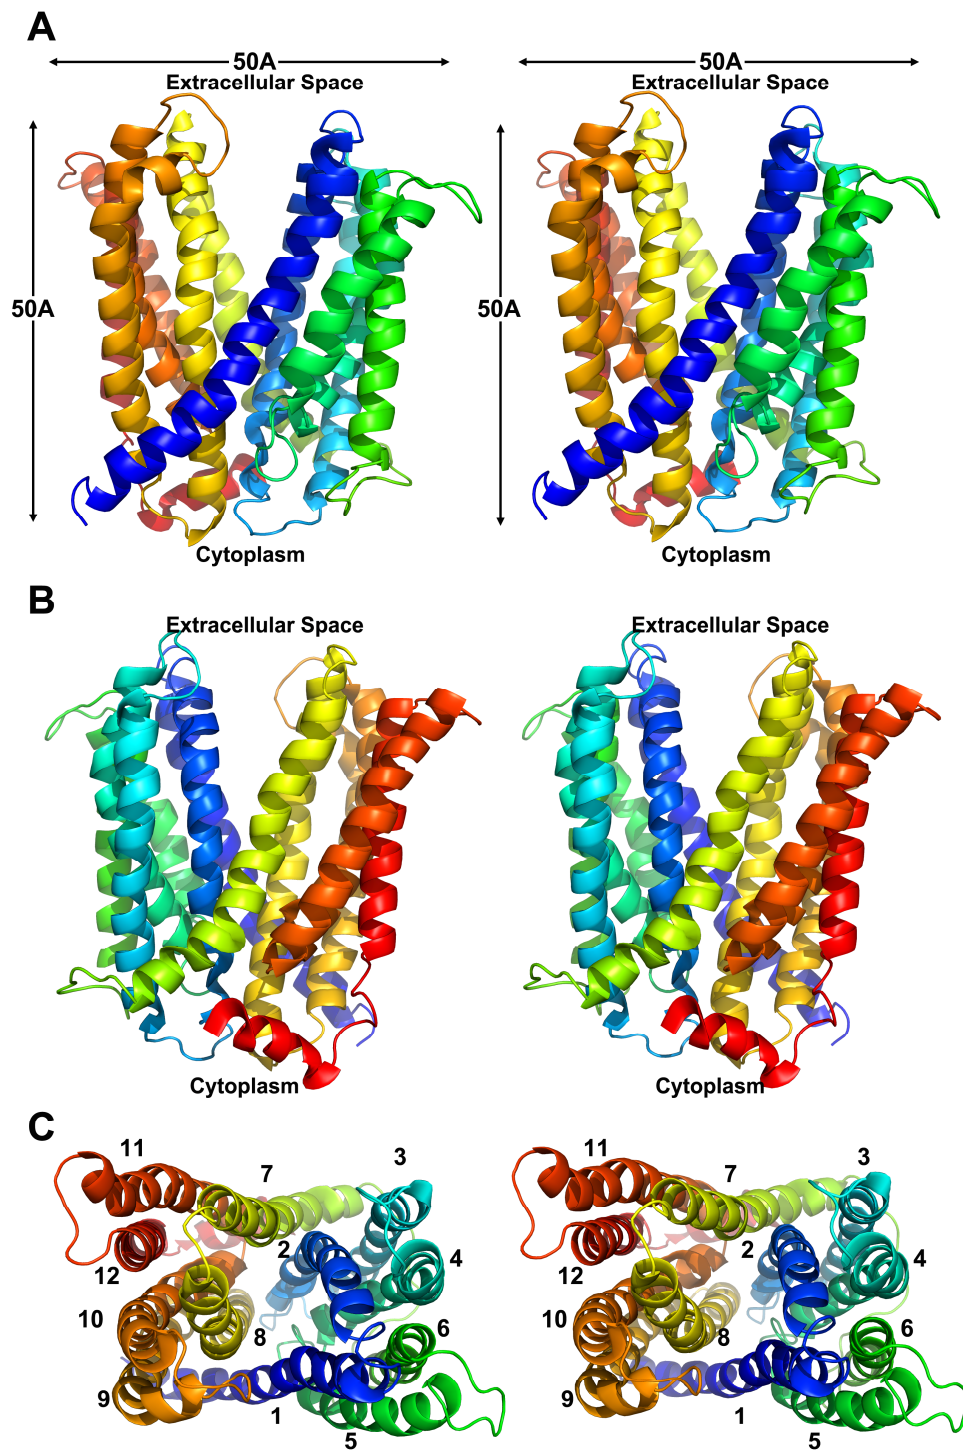 A
50A 50A
Extracellular Space Extracellular Space
50A 50A
Cytoplasm Cytoplasm
B
Extracellular Space Extracellular Space
Cytoplasm Cytoplasm
C
11 7 3 11 7 3
2 4 2 4
12 12
10 8 6 10 8 6
9 1 9 1
5 5